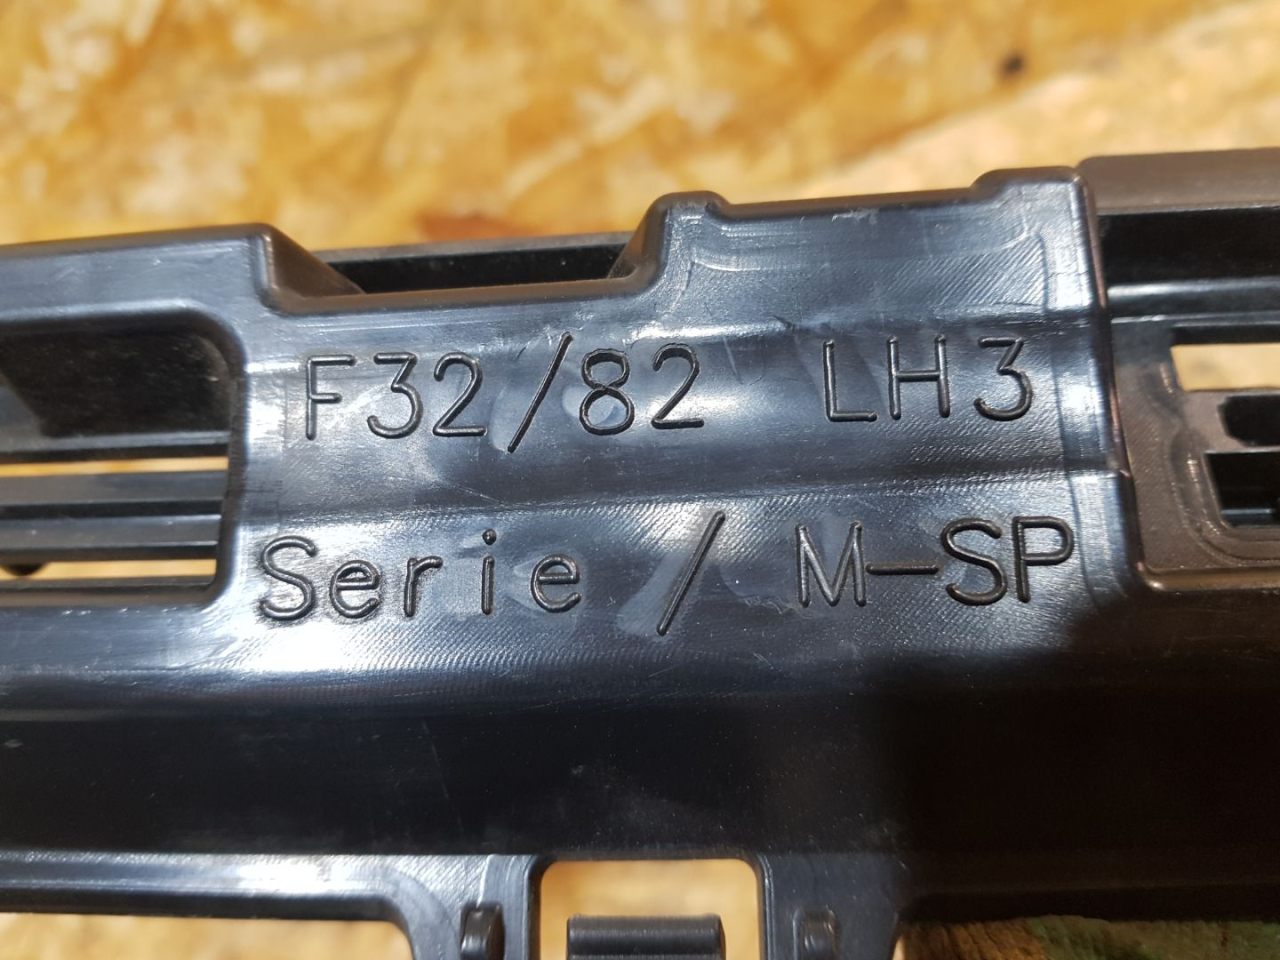 F32/82 LH3
Serie / M-SP